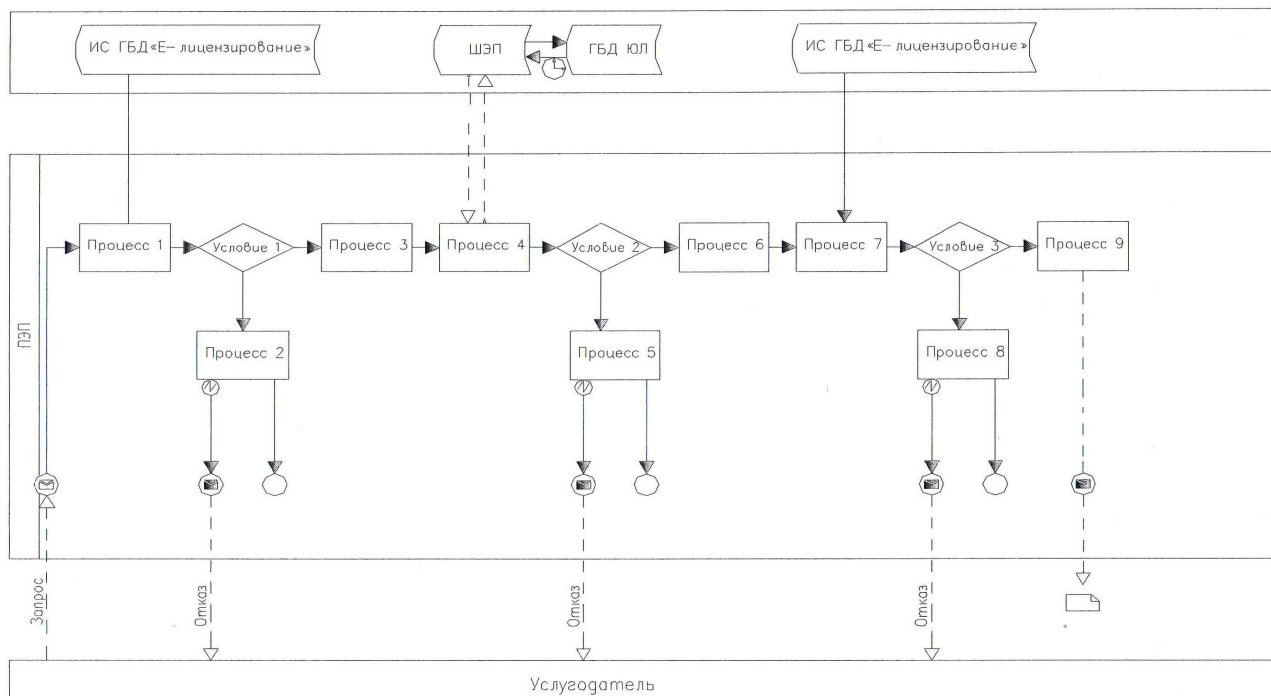 ИС ГБД«Е– лицензирование»
ШЭП
ГБД ЮЛ
ИС ГБД«Е– лицензирование»
ПЭП
Процесс 1
Условие 1
Процесс 3
Процесс 4
Условие 2
Процесс 6
Процесс 7
Условие 3
Процесс 9
Процесс 2
Процесс 5
Процесс 8
Запрос
Отказ
Отказ
Отказ
Услугодатель